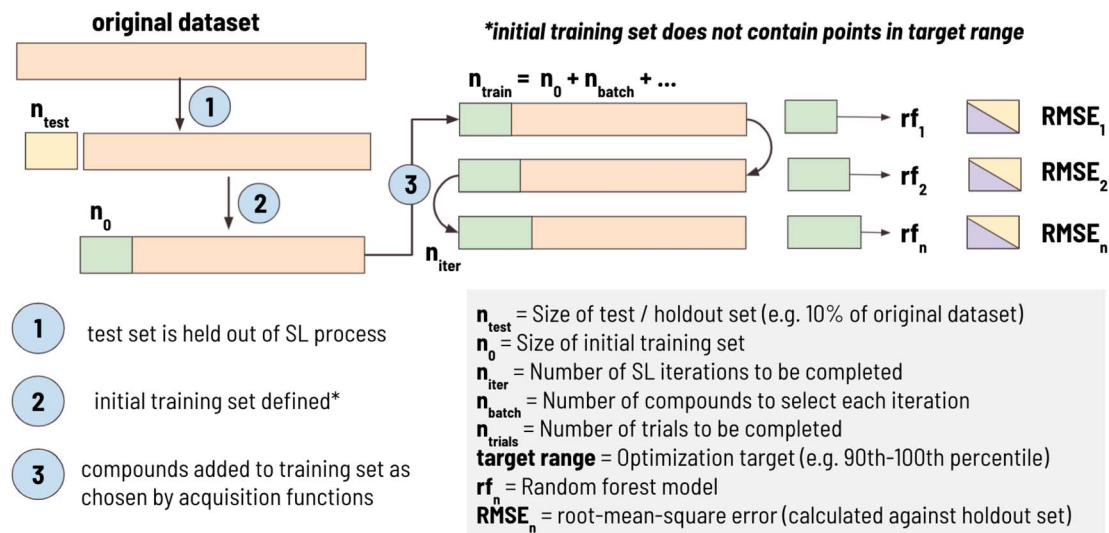 original dataset
*initial training set does not contain points in target range
n_train = n_0 + n_batch + ...
1
n_test
rf_1
RMSE_1
3
rf_2
RMSE_2
2
n_0
rf_n
RMSE_n
n_iter
1
test set is held out of SL process
2
initial training set defined*
3
compounds added to training set as
chosen by acquisition functions
n_test = Size of test / holdout set (e.g. 10% of original dataset)
n_0 = Size of initial training set
n_iter = Number of SL iterations to be completed
n_batch = Number of compounds to select each iteration
n_trials = Number of trials to be completed
target range = Optimization target (e.g. 90th-100th percentile)
rf_n = Random forest model
RMSE_n = root-mean-square error (calculated against holdout set)